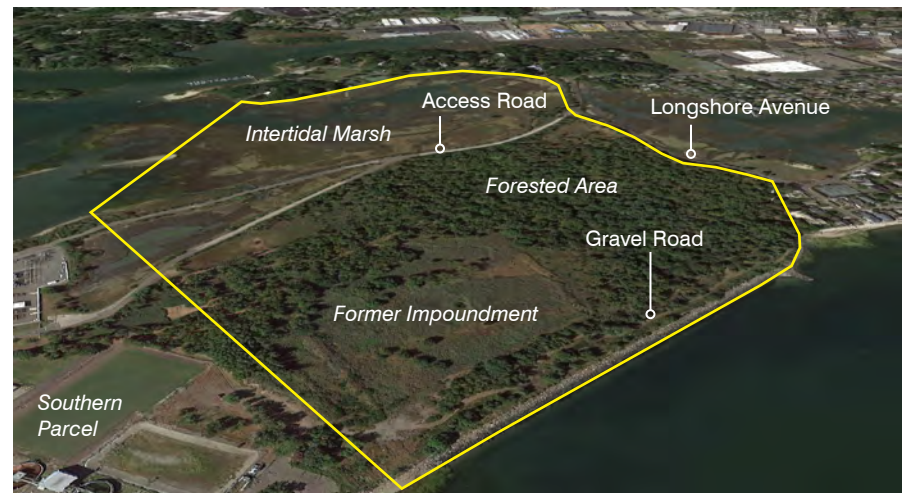 Access Road
Longshore Avenue
Intertidal Marsh
Forested Area
Gravel Road
Former Impoundment
Southern
Parcel